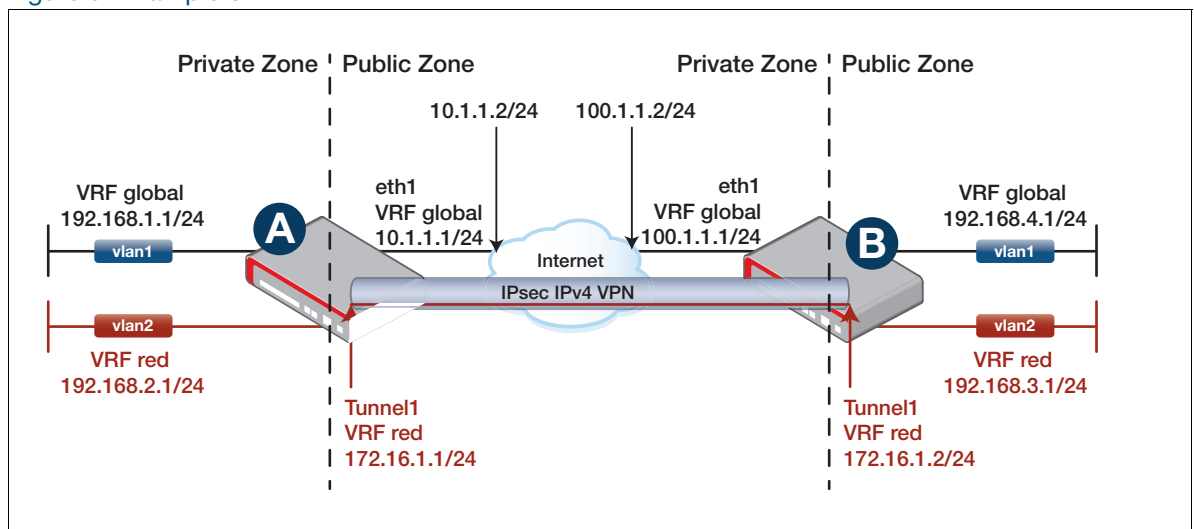 Private Zone
Public Zone
Private Zone
Public Zone
10.1.1.2/24
100.1.1.2/24
VRF global
192.168.1.1/24
vlan1
A
eth1
VRF global
10.1.1.1/24
Internet
IPsec IPv4 VPN
eth1
VRF global
100.1.1.1/24
B
VRF global
192.168.4.1/24
vlan1
vlan2
VRF red
192.168.2.1/24
Tunnel1
VRF red
172.16.1.1/24
Tunnel1
VRF red
172.16.1.2/24
vlan2
VRF red
192.168.3.1/24